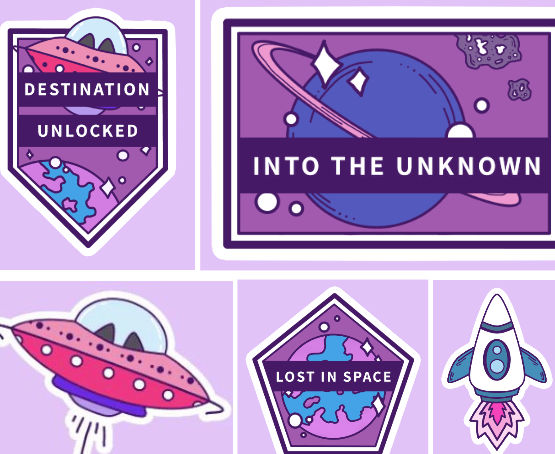 DESTINATION
UNLOCKED
INTO THE UNKNOWN
LOST IN SPACE